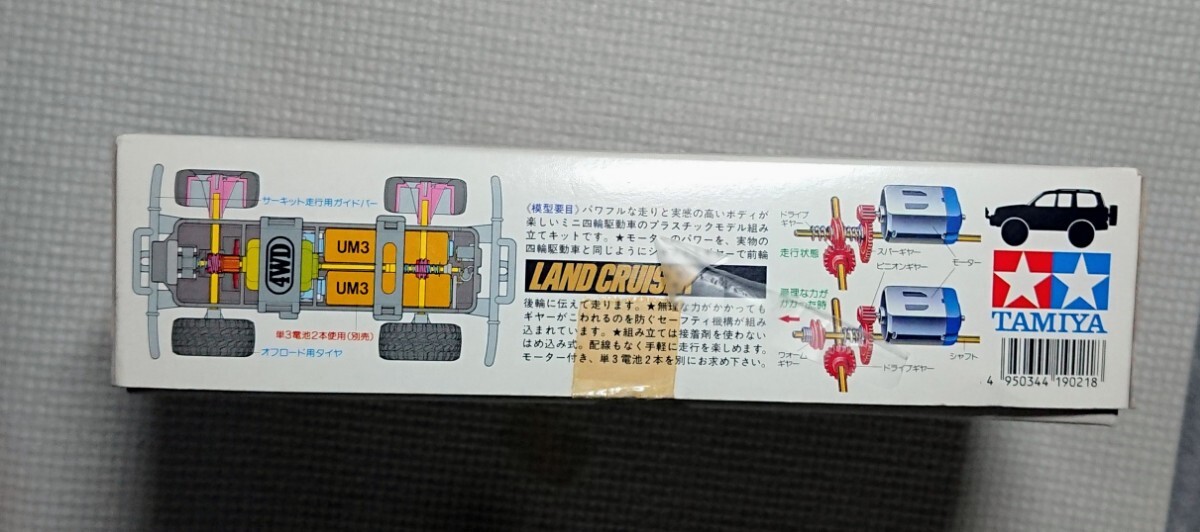 サーキット走行用ガイドバー
4WD
UM3
UM3
単3電池2本使用(別売)
オフロード用タイヤ
《模型要目》パワフルな走りと実感の高いボディが
楽しいミニ四輪駆動車のプラスチックモデル組み
立てキットです。★モーターのパワーを、実物の
四輪駆動車と同じように
で前輪
LAND CRUIS
後輪に伝えて走ります。★無理な力がかかっても
ギヤーがこわれるのを防ぐセーフティ機構が組み
込まれています。★組み立ては接着剤を使わない
はめ込み式。配線もなく手軽に走行を楽しめます。
モーター付き、単3電池2本を別にお求め下さい。
ドライブ
ギヤー
走行状態
スパーギヤー
ピニオンギヤー
モーター
無理な力が
かかった時
ウォーム
ギヤー
ドライブギヤー
シャフト
TAMIYA
4 950344 190218